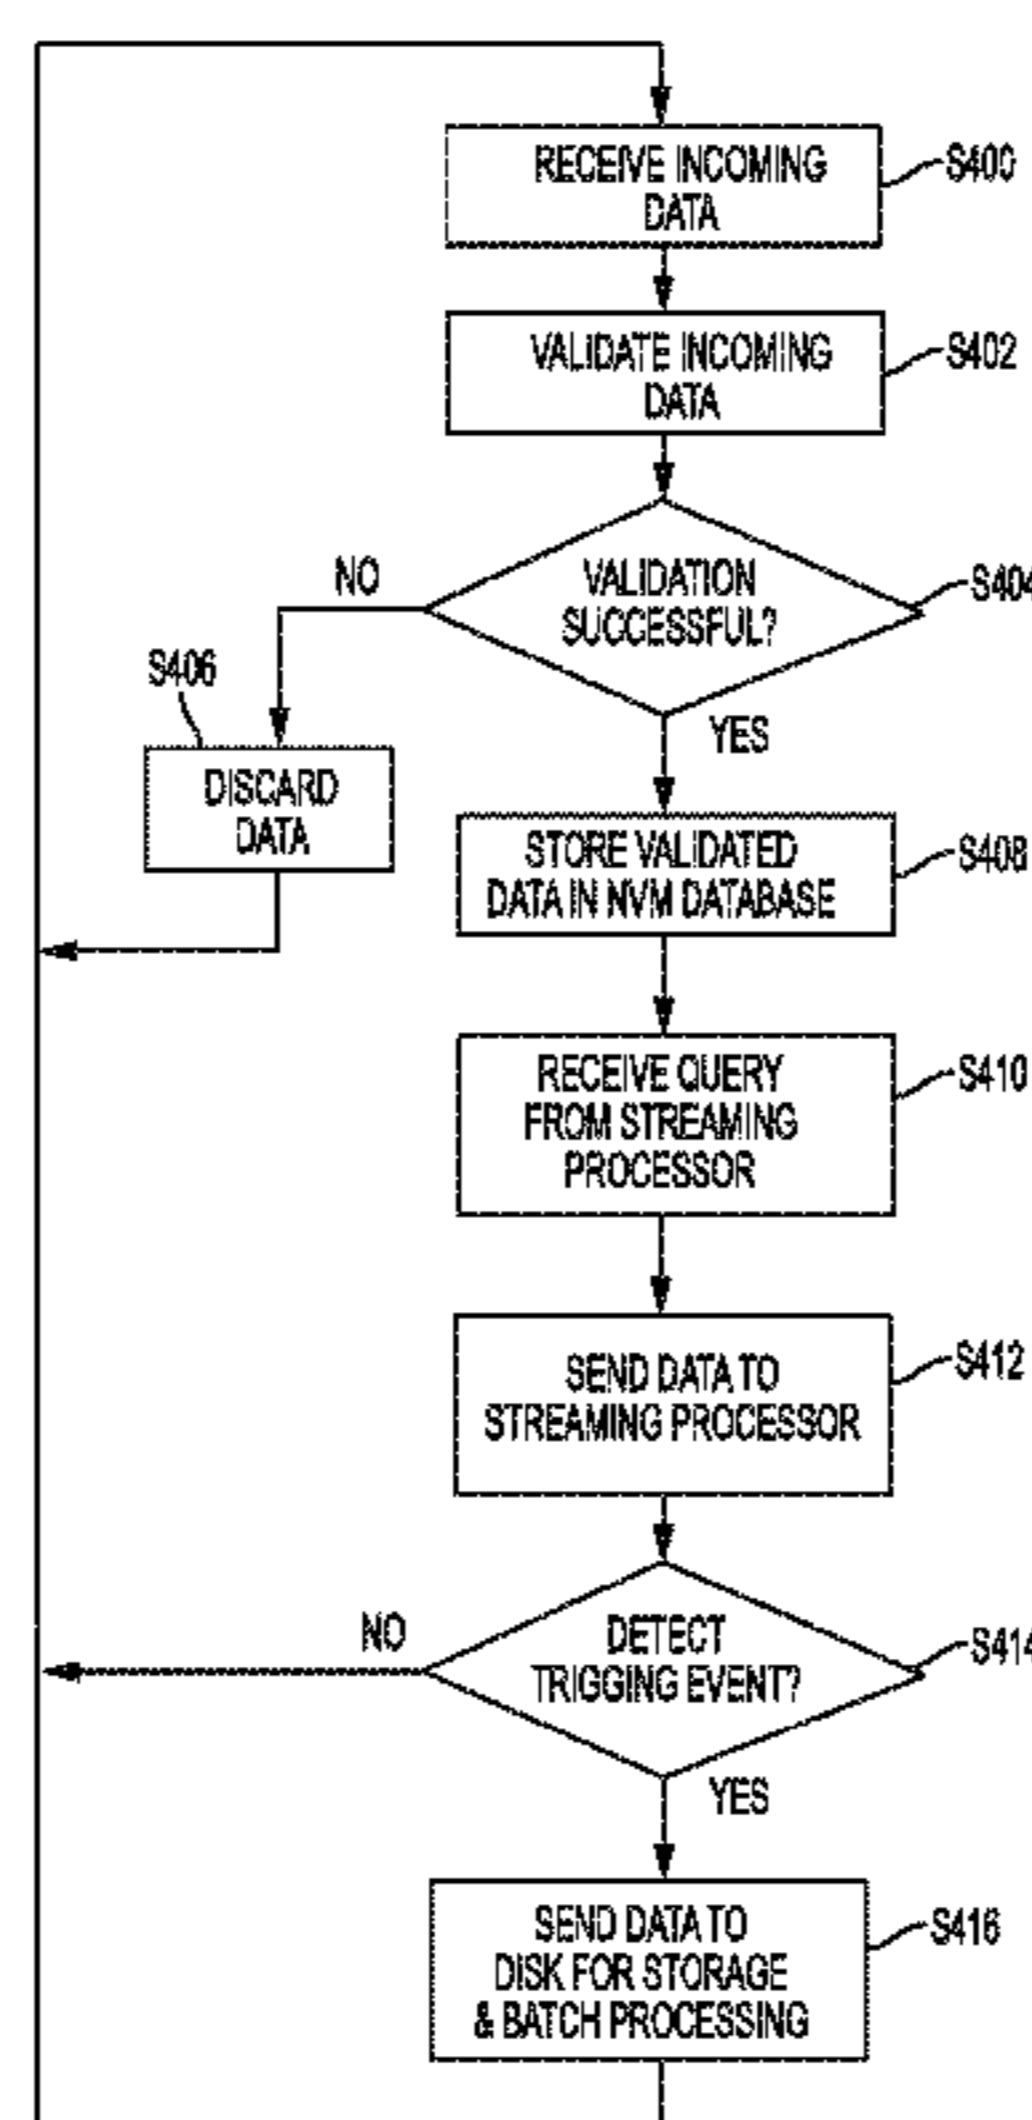 RECEIVE INCOMING
DATA
S400
VALIDATE INCOMING
DATA
S402
VALIDATION
SUCCESSFUL?
S404
NO
YES
S406
DISCARD
DATA
STORE VALIDATED
DATA IN NVM DATABASE
S408
RECEIVE QUERY
FROM STREAMING
PROCESSOR
S410
SEND DATA TO
STREAMING PROCESSOR
S412
DETECT
TRIGGING EVENT?
S414
NO
YES
SEND DATA TO
DISK FOR STORAGE
& BATCH PROCESSING
S416